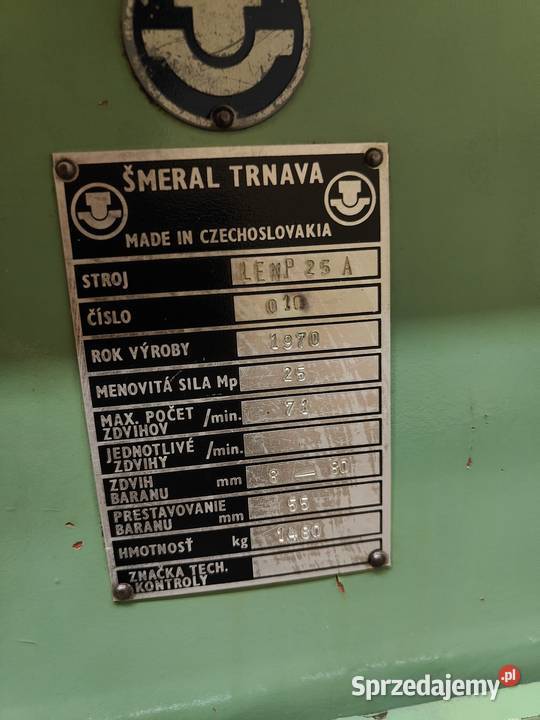 ŠMERAL TRNAVA
MADE IN CZECHOSLOVAKIA
STROJ LENP 25 A
ČÍSLO 010
ROK VÝROBY 1970
MENOVITÁ SILA Mp 25
MAX. POČET /min. 71
ZDVIHOV
JEDNOTLIVÉ /min.
ZDVIHY
ZDVIH mm 8 — 80
BARANU
PRESTAVOVANIE mm 55
BARANU
HMOTNOSŤ kg 1480
ZNAČKA TECH.
KONTROLY
Sprzedajemy.pl